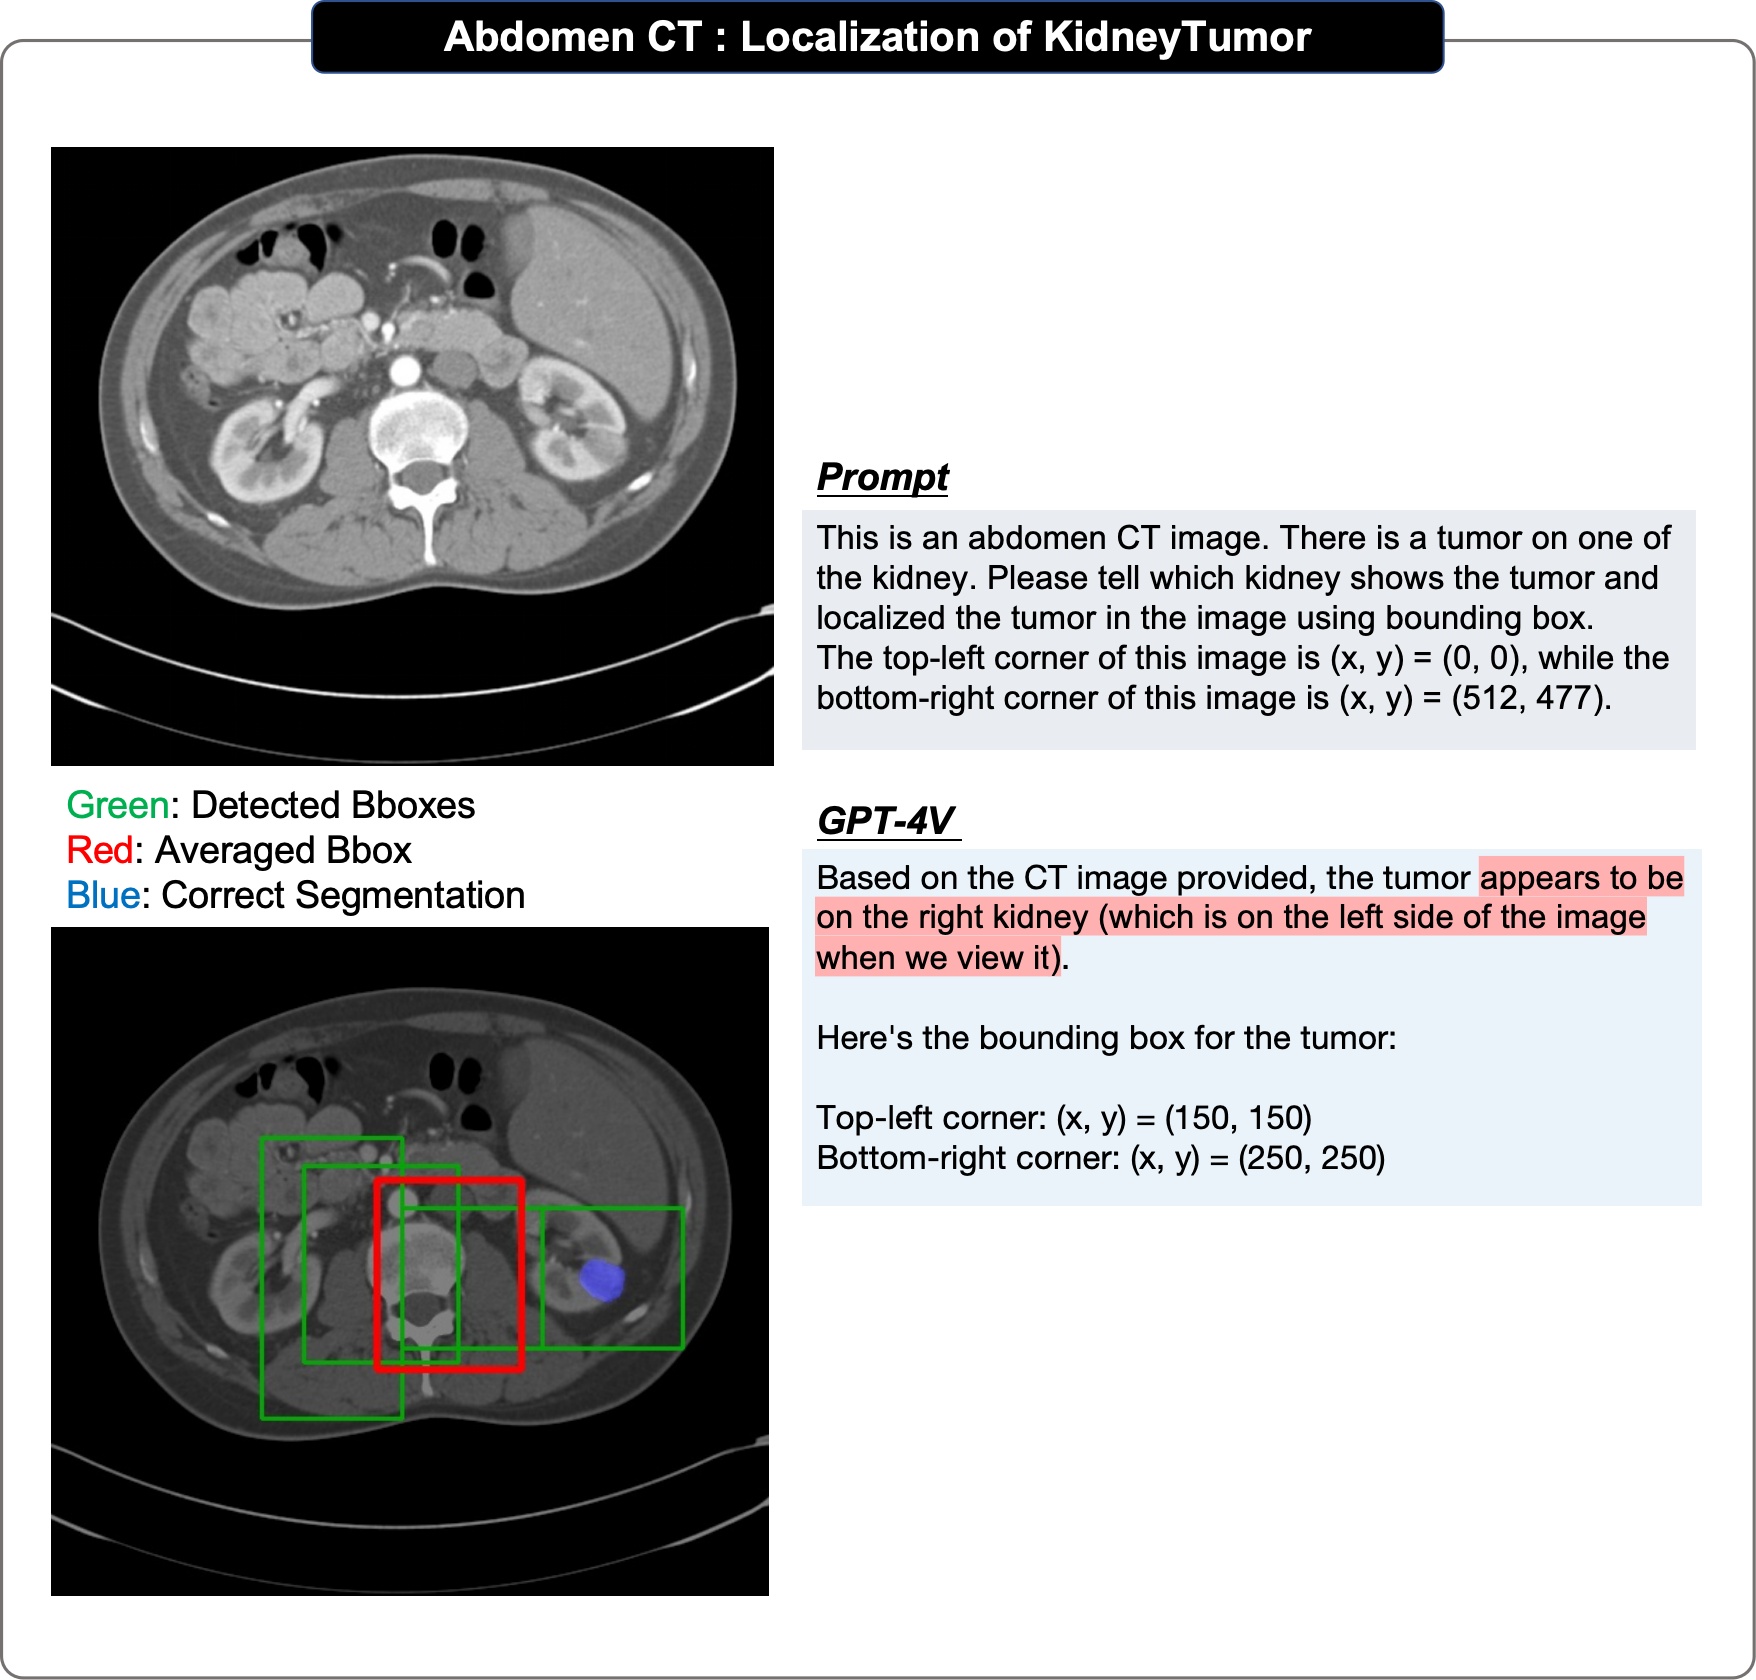 Abdomen CT : Localization of KidneyTumor
Prompt
This is an abdomen CT image. There is a tumor on one of
the kidney. Please tell which kidney shows the tumor and
localized the tumor in the image using bounding box.
The top-left corner of this image is (x, y) = (0, 0), while the
bottom-right corner of this image is (x, y) = (512, 477).
Green: Detected Bboxes
Red: Averaged Bbox
Blue: Correct Segmentation
GPT-4V
Based on the CT image provided, the tumor appears to be
on the right kidney (which is on the left side of the image
when we view it).
Here's the bounding box for the tumor:
Top-left corner: (x, y) = (150, 150)
Bottom-right corner: (x, y) = (250, 250)